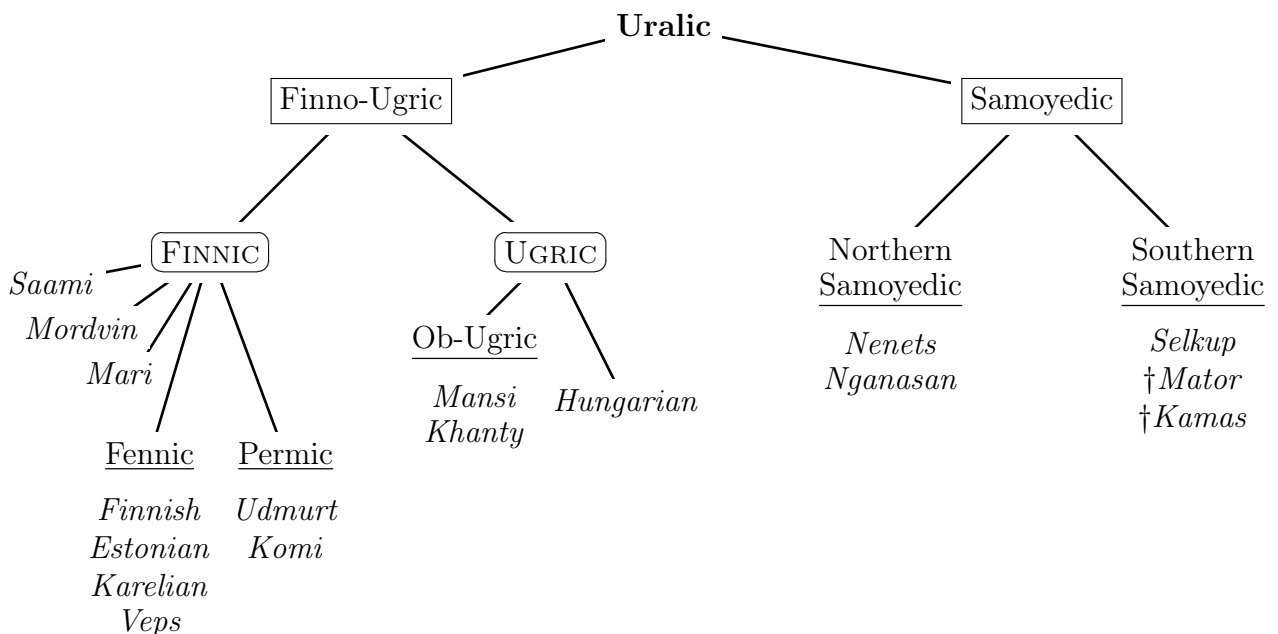 Uralic
Finno-Ugric
Samoyedic
FINNIC
UGRIC
Northern
Samoyedic
Southern
Samoyedic
Saami
Mordvin
Mari
Ob-Ugric
Mansi
Khanty
Hungarian
Nenets
Nganasan
Selkup
†Mator
†Kamas
Fennic
Permic
Finnish
Estonian
Karelian
Veps
Udmurt
Komi